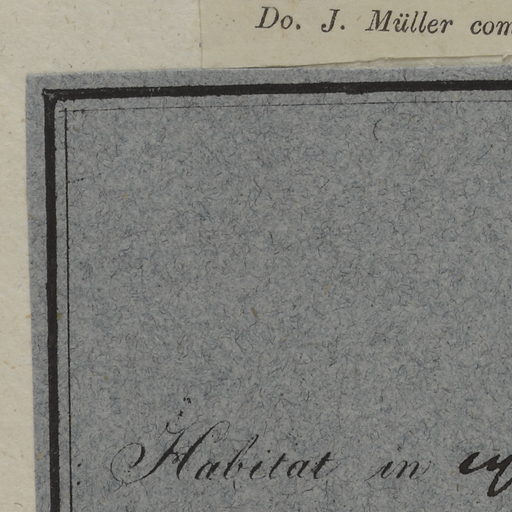 Do. J. Müller com
Habitat in